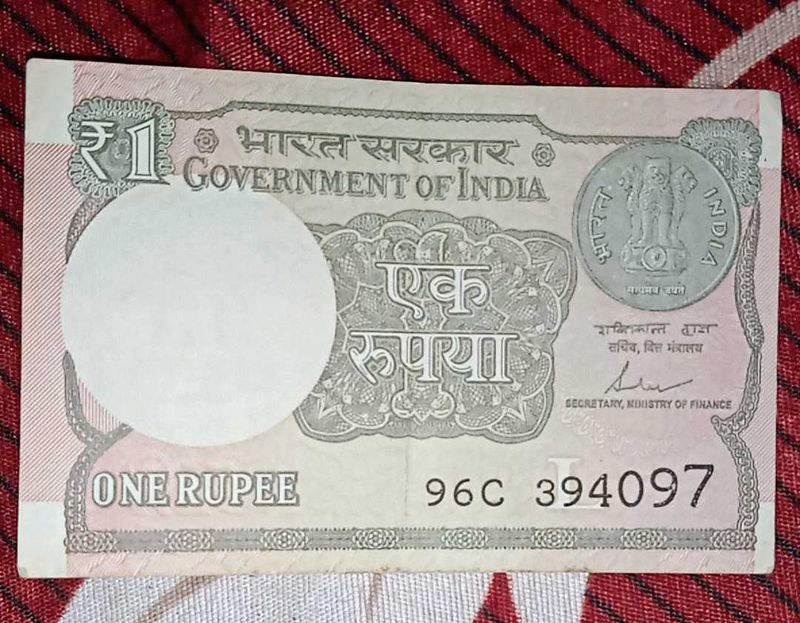 ₹1
भारत सरकार
GOVERNMENT OF INDIA
भारत INDIA
सत्यमेव जयते
एक
रुपया
शक्तिकान्त दास
सचिव, वित्त मंत्रालय
SECRETARY, MINISTRY OF FINANCE
ONE RUPEE
96C 394097
L